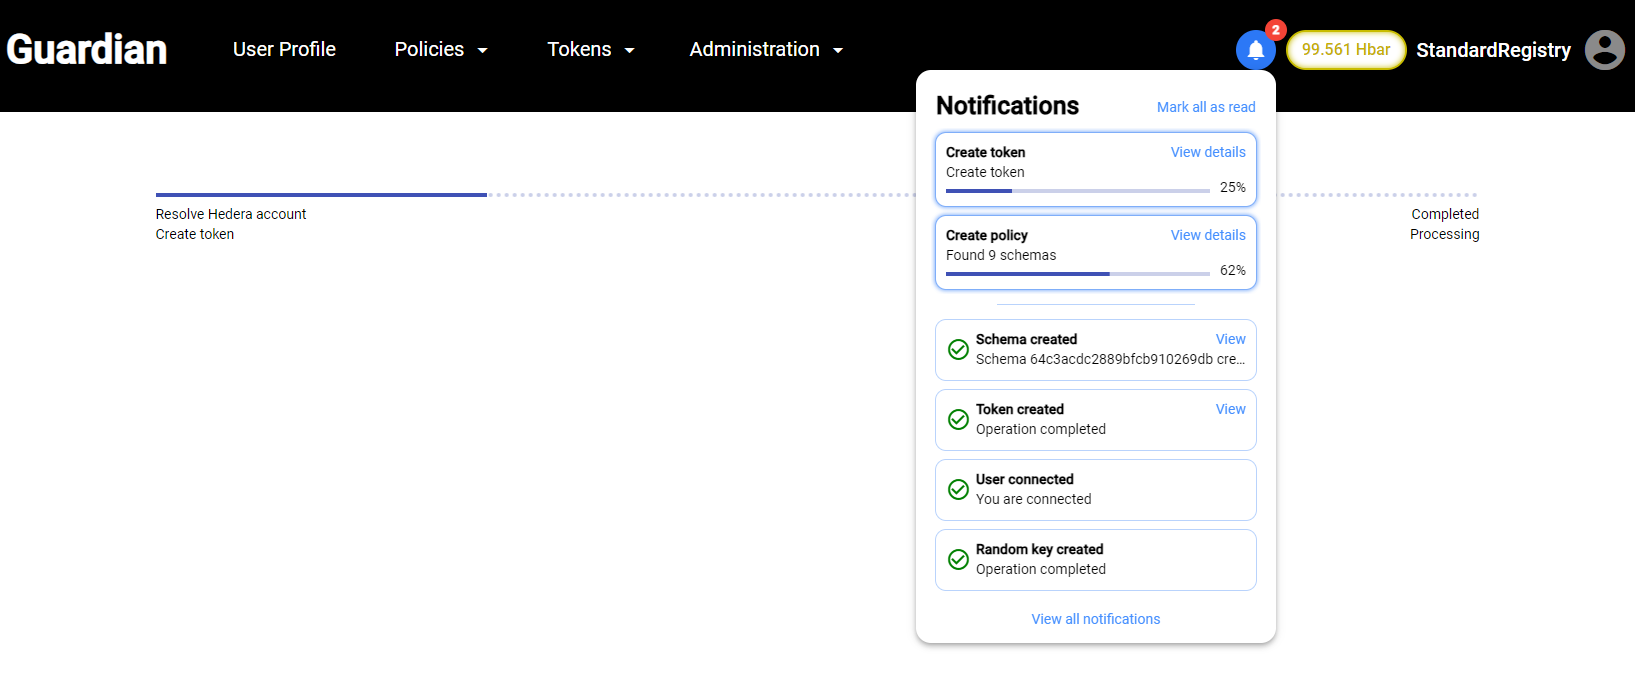 Guardian
User Profile
Policies
Tokens
Administration
2
99.561 Hbar
StandardRegistry
Notifications
Mark all as read
Create token
View details
Create token
25%
Create policy
View details
Found 9 schemas
62%
Schema created
View
Schema 64c3acdc2889bfcb910269db cre...
Token created
View
Operation completed
User connected
You are connected
Random key created
Operation completed
View all notifications
Resolve Hedera account
Create token
Completed
Processing